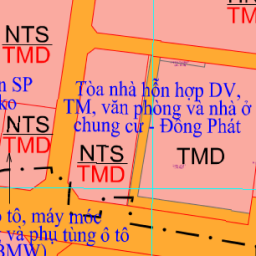 NTS
TMD
TM
n SP
ko
Tòa nhà hỗn hợp DV,
TM, văn phòng và nhà ở
chung cư - Đông Phát
NTS
TMD
NTS
TMD
TMD
ô tô, máy móc
g và phụ tùng ô tô
BMW)